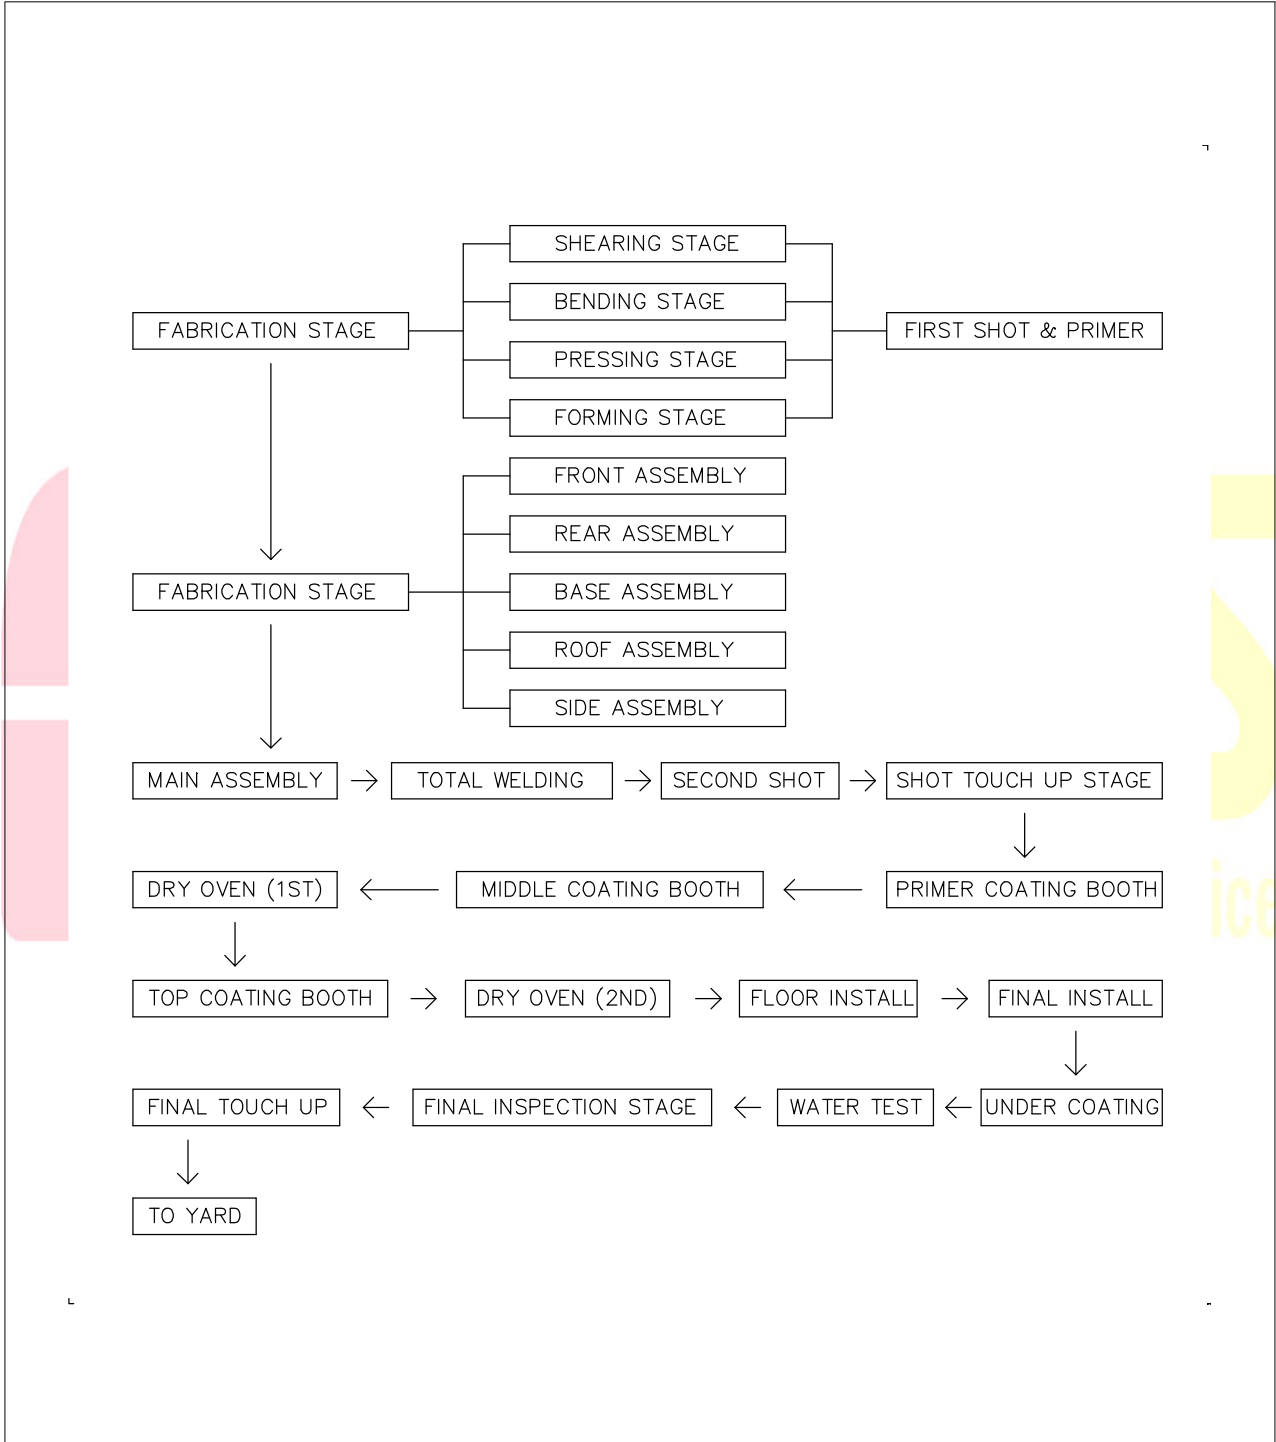 SHEARING STAGE
BENDING STAGE
FABRICATION STAGE
FIRST SHOT & PRIMER
PRESSING STAGE
FORMING STAGE
FRONT ASSEMBLY
REAR ASSEMBLY
FABRICATION STAGE
BASE ASSEMBLY
ROOF ASSEMBLY
SIDE ASSEMBLY
MAIN ASSEMBLY
TOTAL WELDING
SECOND SHOT
SHOT TOUCH UP STAGE
DRY OVEN (1ST)
MIDDLE COATING BOOTH
PRIMER COATING BOOTH
TOP COATING BOOTH
DRY OVEN (2ND)
FLOOR INSTALL
FINAL INSTALL
FINAL TOUCH UP
FINAL INSPECTION STAGE
WATER TEST
UNDER COATING
TO YARD